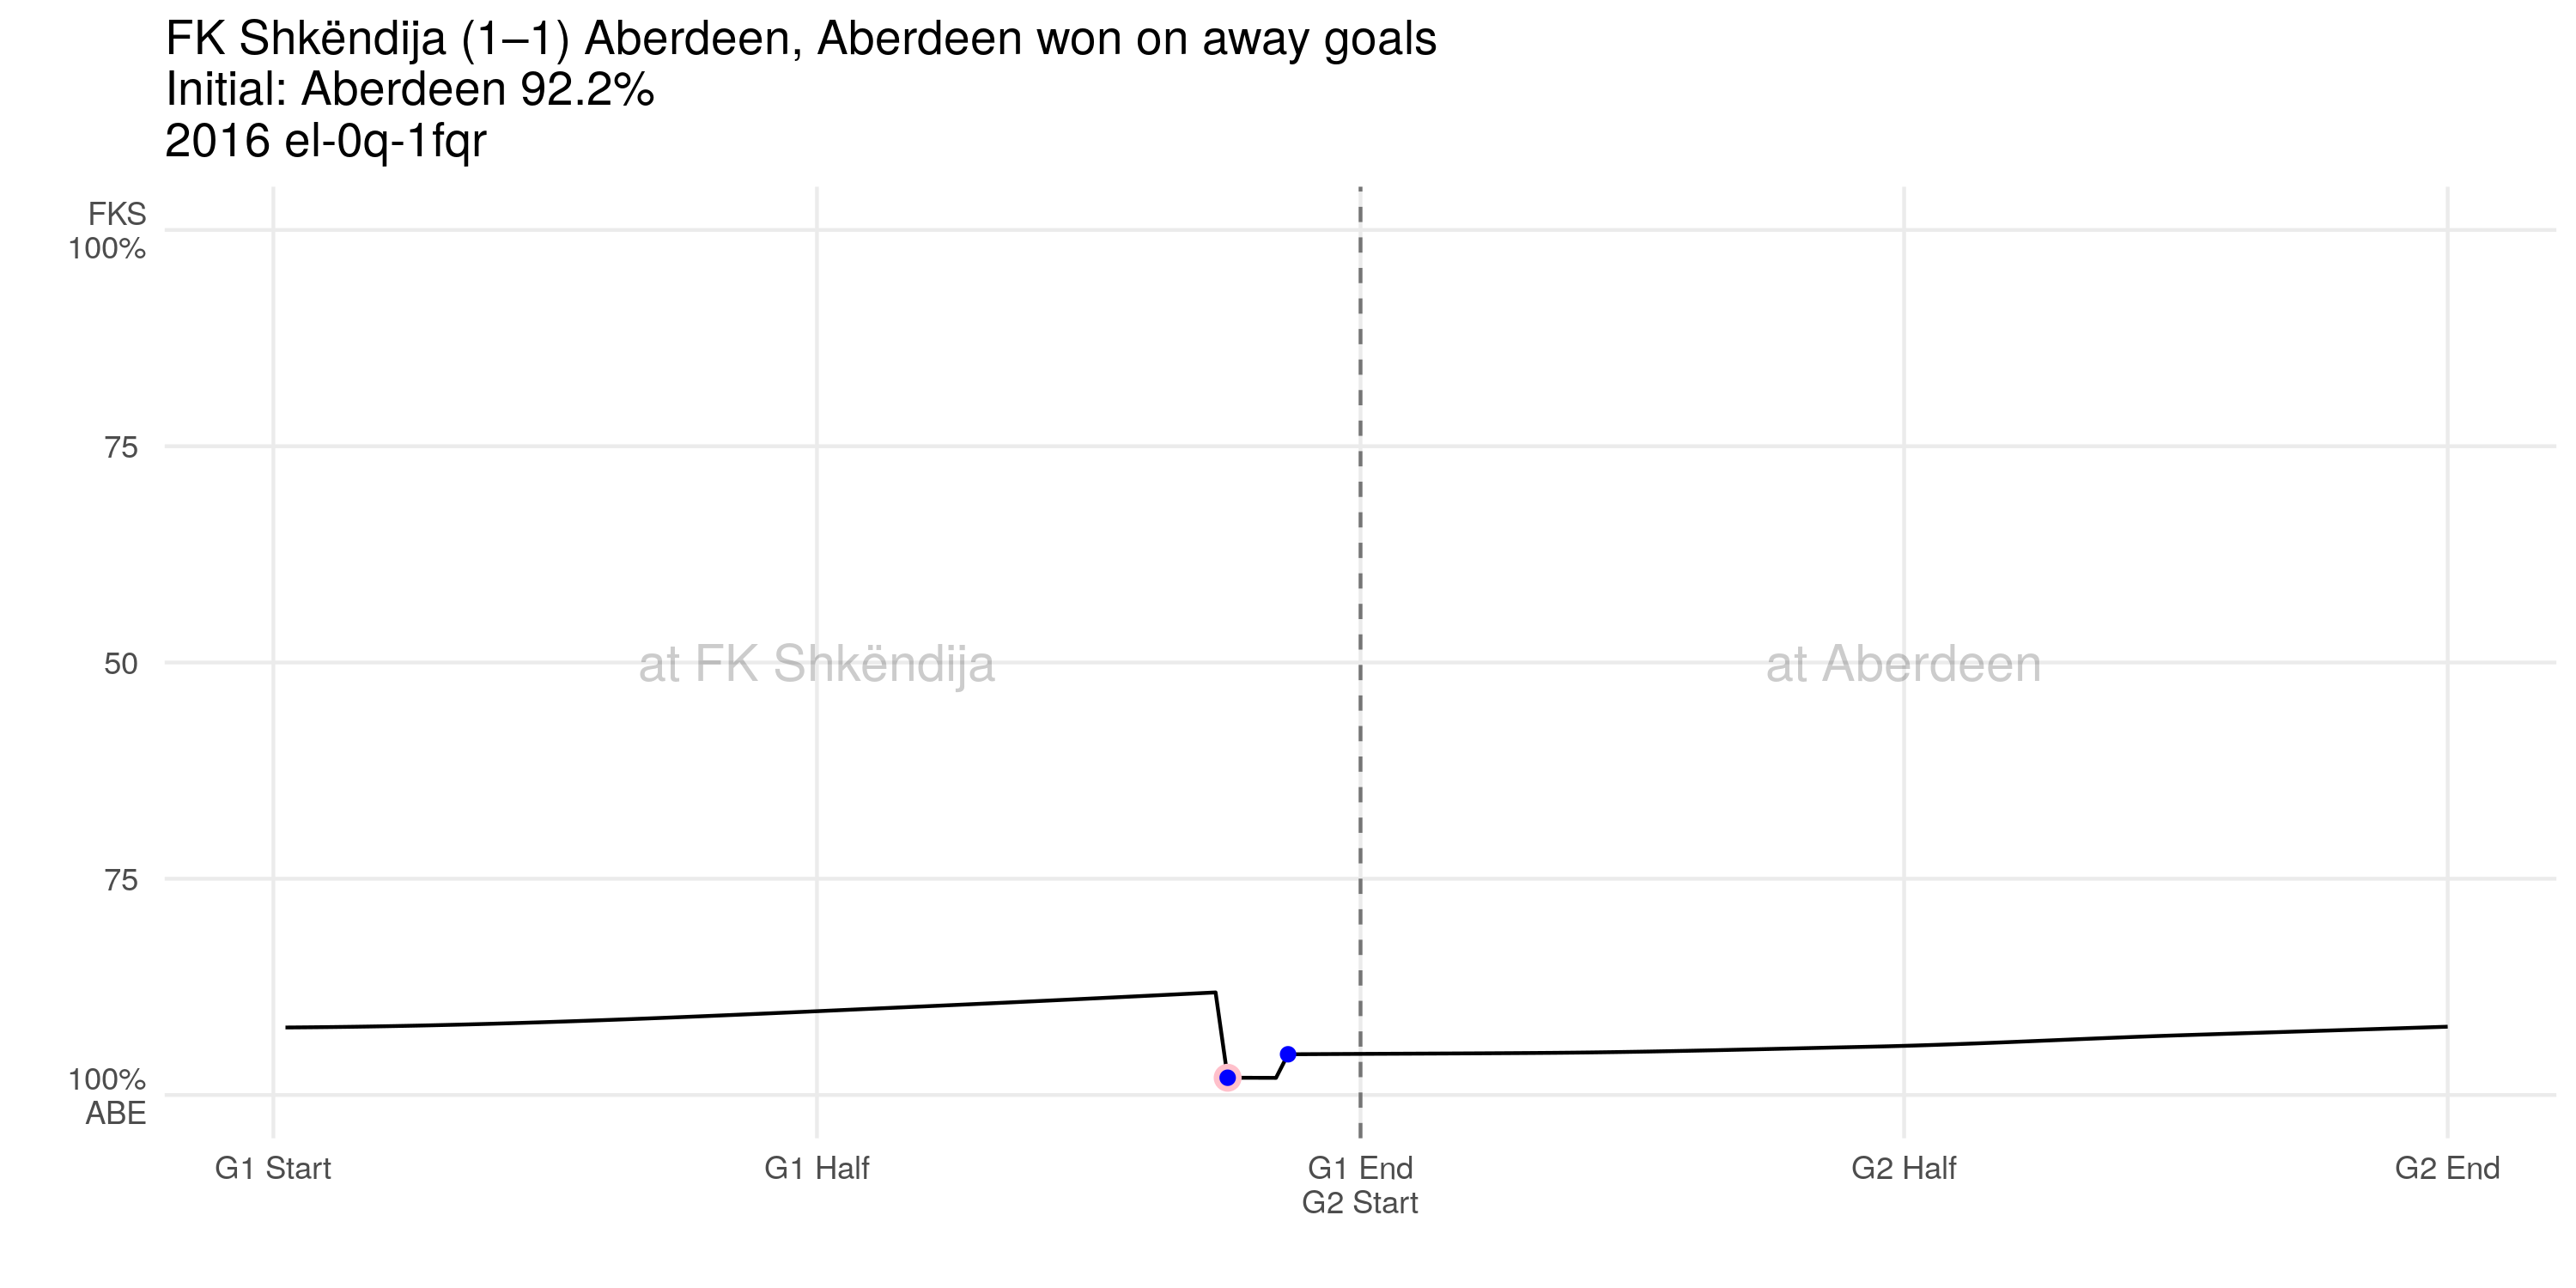 FK Shkëndija (1–1) Aberdeen, Aberdeen won on away goals
Initial: Aberdeen 92.2%
2016 el-0q-1fqr
FKS
100%
75
50
75
100%
ABE
at FK Shkëndija
at Aberdeen
G1 Start
G1 Half
G1 End
G2 Start
G2 Half
G2 End